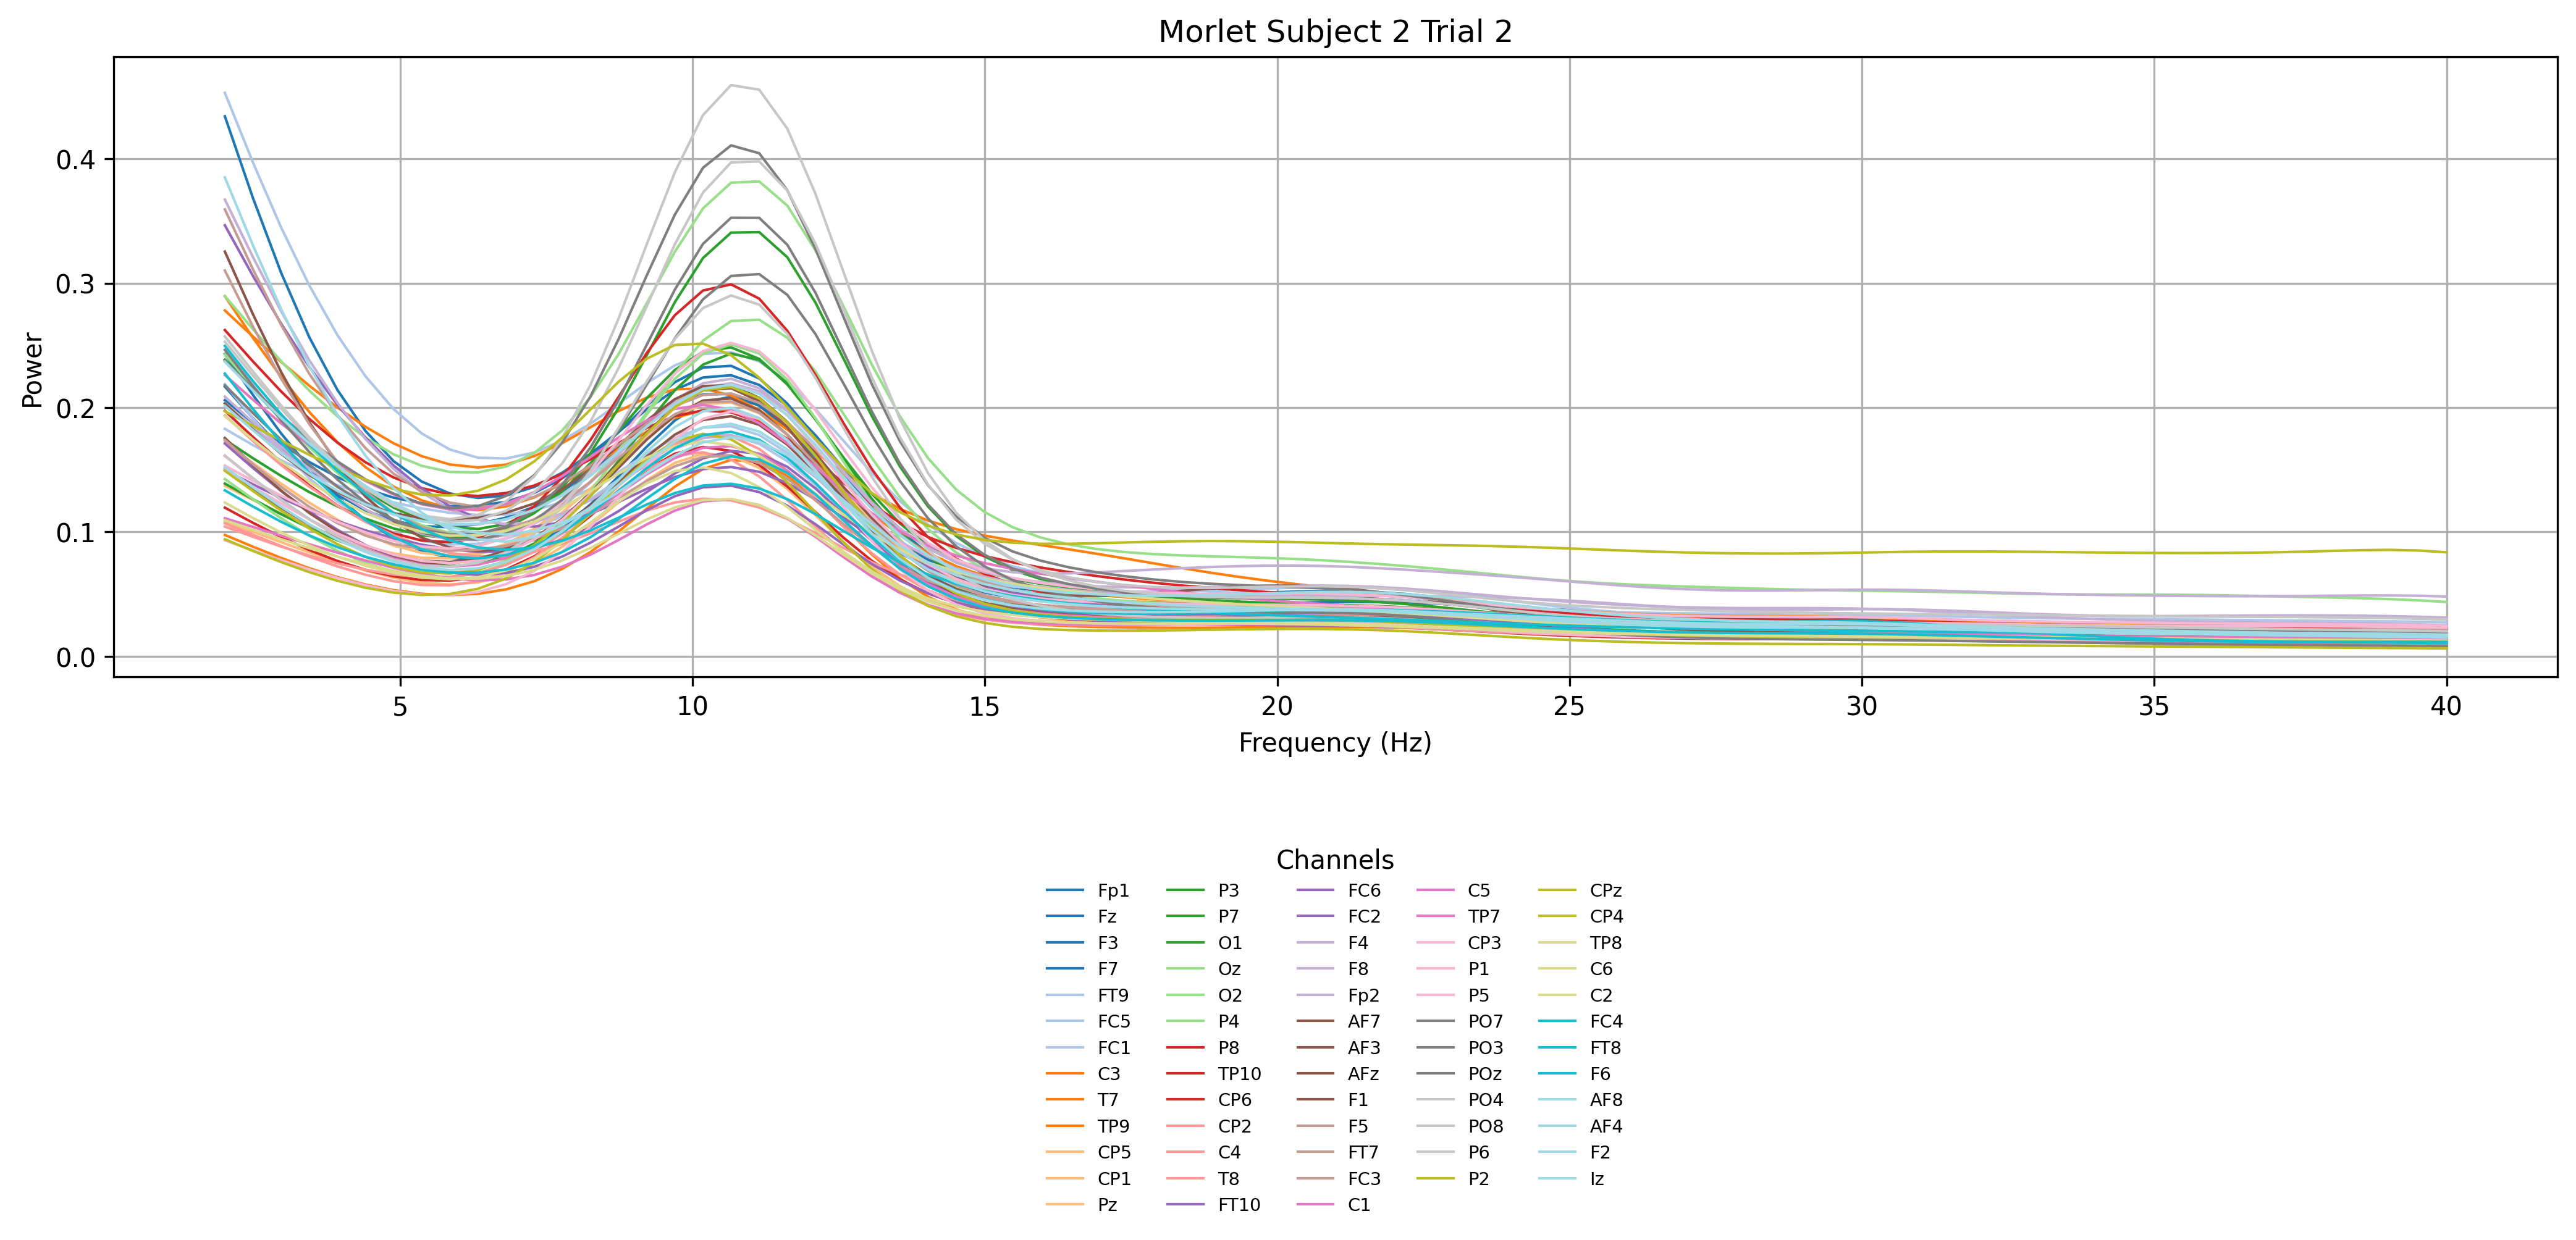 Morlet Subject 2 Trial 2
Power
0.4
0.3
0.2
0.1
0.0
5 10 15 20 25 30 35 40
Frequency (Hz)
Channels
Fp1 P3 FC6 C5 CPz
Fz P7 FC2 TP7 CP4
F3 O1 F4 CP3 TP8
F7 Oz F8 P1 C6
FT9 O2 Fp2 P5 C2
FC5 P4 AF7 PO7 FC4
FC1 P8 AF3 PO3 FT8
C3 TP10 AFz POz F6
T7 CP6 F1 PO4 AF8
TP9 CP2 F5 PO8 AF4
CP5 C4 FT7 P6 F2
CP1 T8 FC3 P2 Iz
Pz FT10 C1